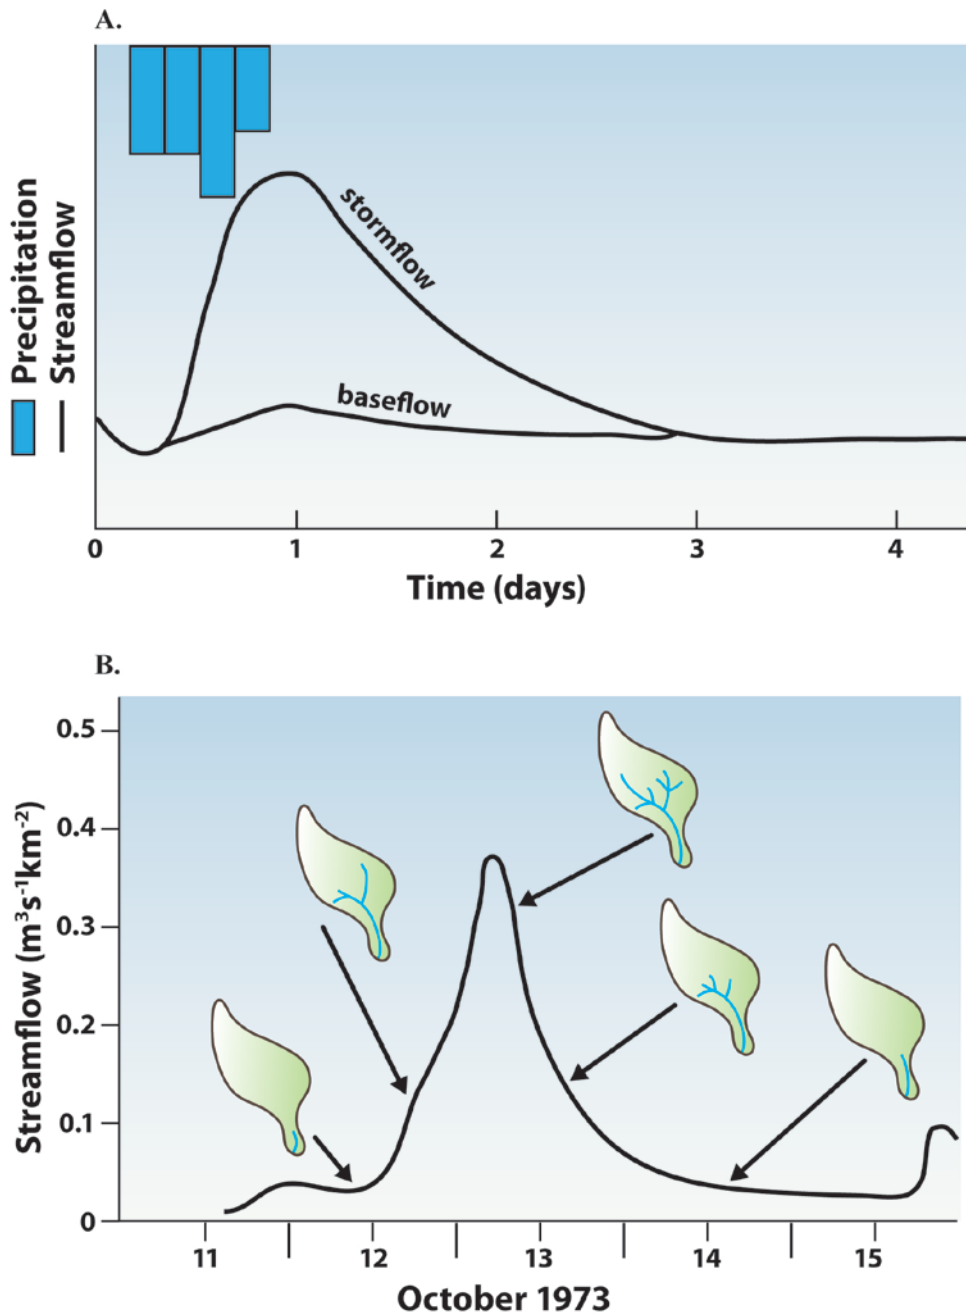 A.
Precipitation
Streamflow
stormflow
baseflow
0 1 2 3 4
Time (days)
B.
0.5
0.4
0.3
0.2
0.1
0
Streamflow (m³s⁻¹km⁻²)
11 12 13 14 15
October 1973